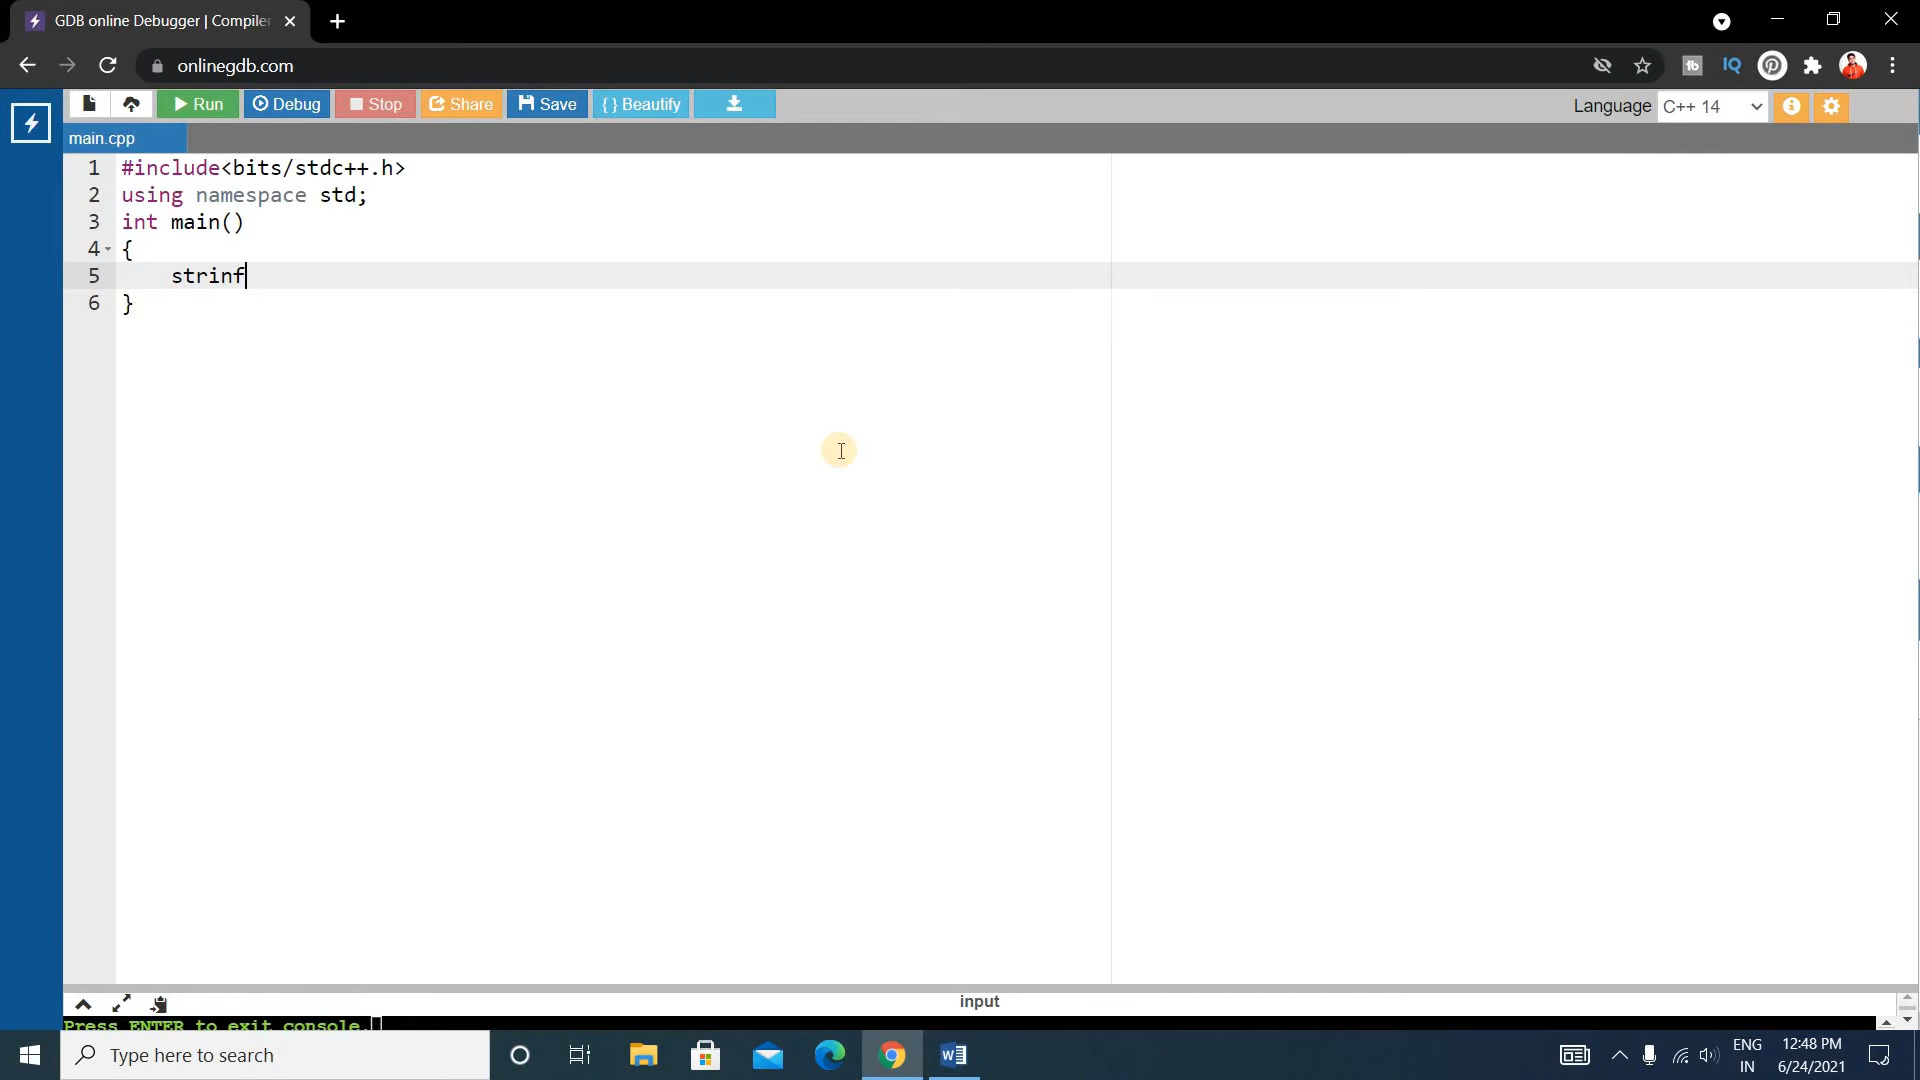 GDB online Debugger | Compiler
onlinegdb.com
Run
Debug
Stop
Share
Save
{ } Beautify
Language
C++ 14
main.cpp
1 #include<bits/stdc++.h>
2 using namespace std;
3 int main()
4 {
5 strinf
6 }
input
Press ENTER to exit console.
Type here to search
ENG
IN
12:48 PM
6/24/2021